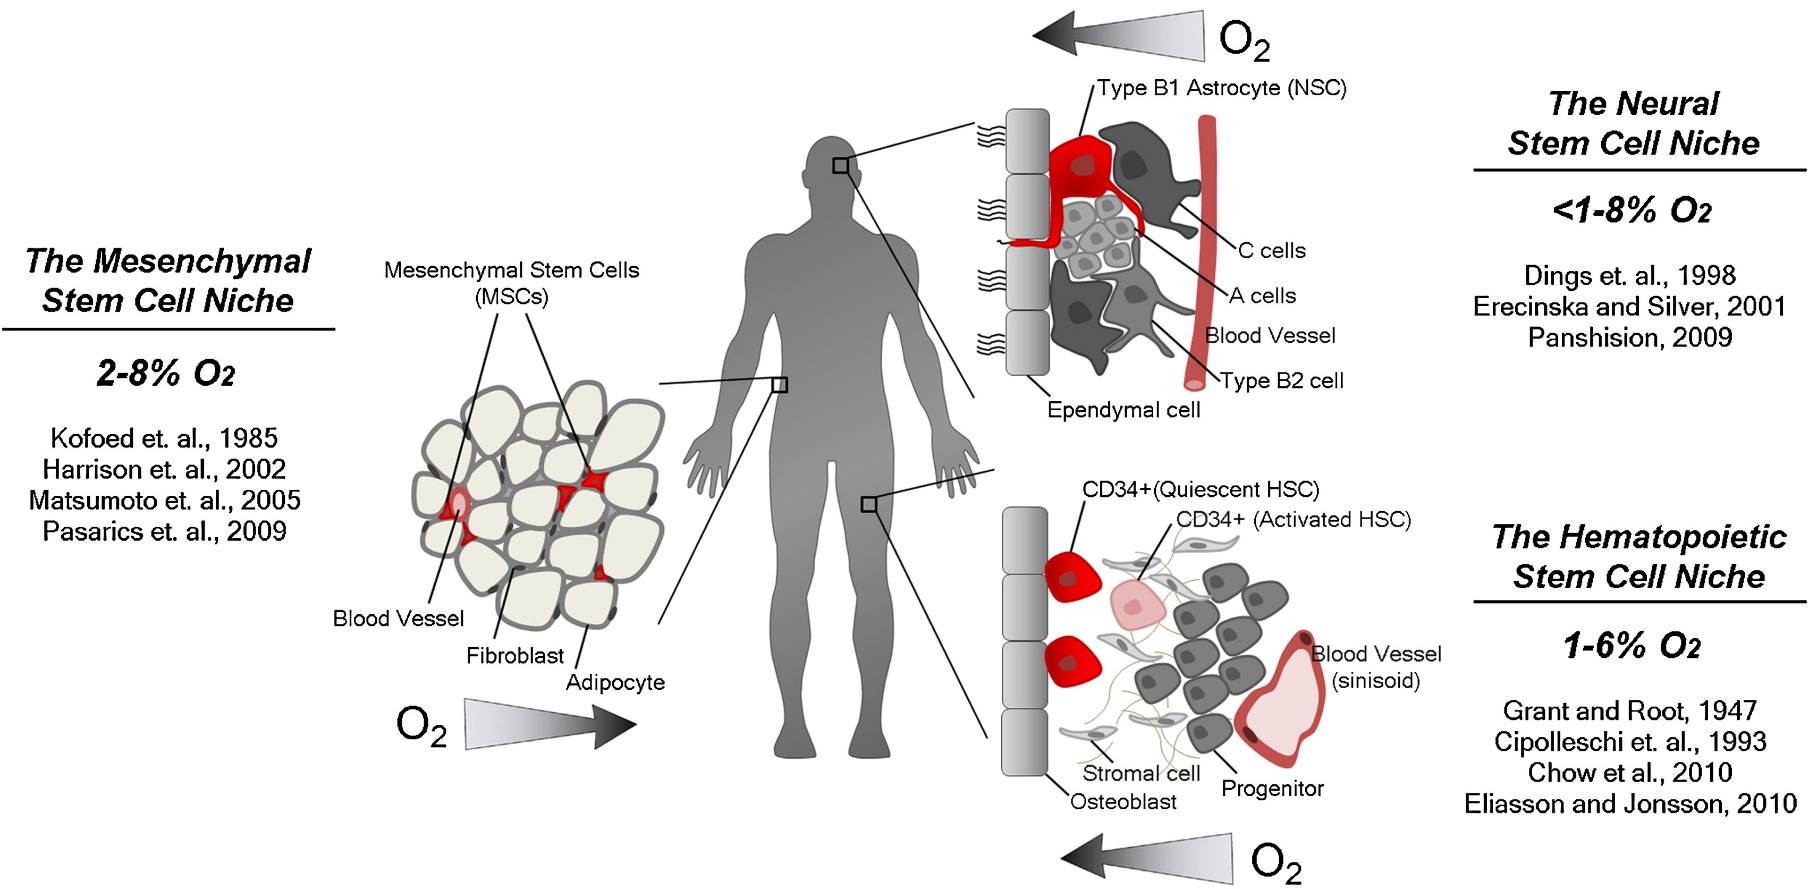 The Mesenchymal
Stem Cell Niche
2-8% O2
Kofoed et. al., 1985
Harrison et. al., 2002
Matsumoto et. al., 2005
Pasarics et. al., 2009
Mesenchymal Stem Cells
(MSCs)
Blood Vessel
Fibroblast
Adipocyte
O2
O2
Type B1 Astrocyte (NSC)
C cells
A cells
Blood Vessel
Type B2 cell
Ependymal cell
The Neural
Stem Cell Niche
<1-8% O2
Dings et. al., 1998
Erecinska and Silver, 2001
Panshision, 2009
CD34+(Quiescent HSC)
CD34+ (Activated HSC)
Blood Vessel
(sinisoid)
Stromal cell
Progenitor
Osteoblast
O2
The Hematopoietic
Stem Cell Niche
1-6% O2
Grant and Root, 1947
Cipolleschi et. al., 1993
Chow et al., 2010
Eliasson and Jonsson, 2010